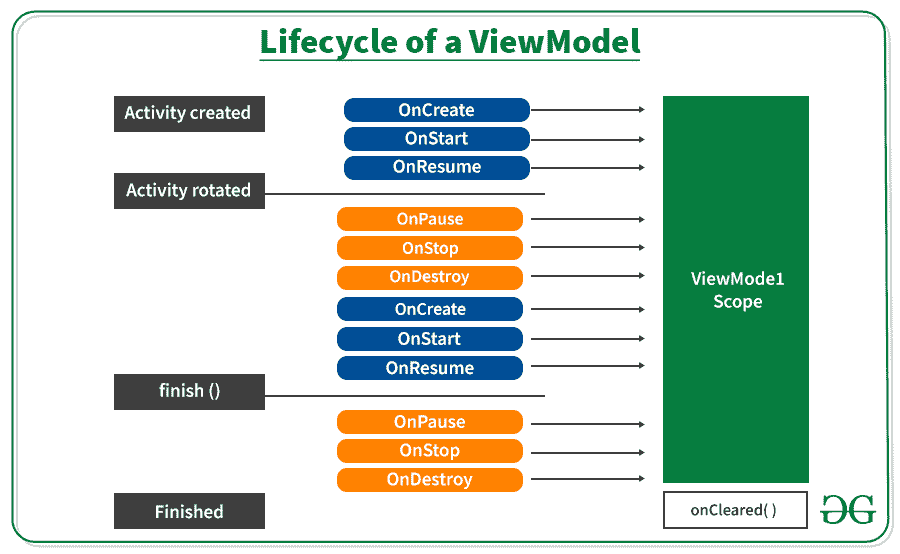 Lifecycle of a ViewModel
Activity created
OnCreate
OnStart
OnResume
Activity rotated
OnPause
OnStop
OnDestroy
OnCreate
OnStart
OnResume
ViewMode1
Scope
finish ()
OnPause
OnStop
OnDestroy
Finished
onCleared( )